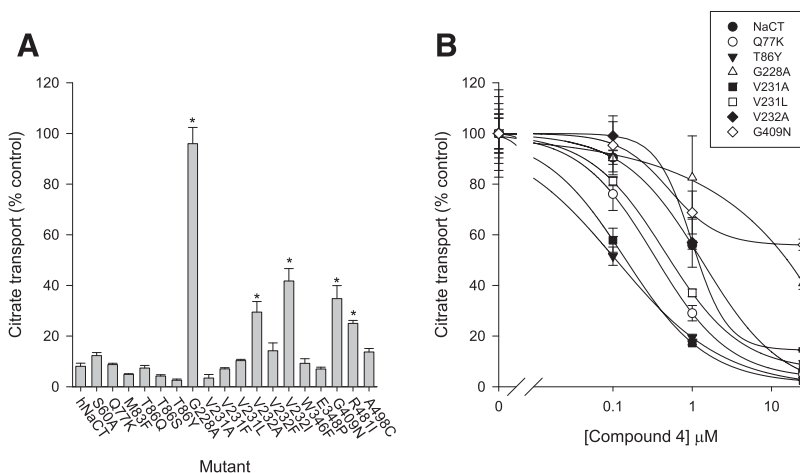 A
Citrate transport (% control)
120
100
80
60
40
20
0
*
*
*
*
*
hNaCT
S60A
Q77K
M83F
T86Q
T86S
T86Y
G228A
V231A
V231F
V231L
V232A
V232F
V232I
W346F
E348P
G409N
R481I
A498C
Mutant
B
NaCT
Q77K
T86Y
G228A
V231A
V231L
V232A
G409N
Citrate transport (% control)
120
100
80
60
40
20
0
0
0.1
1
10
[Compound 4] μM